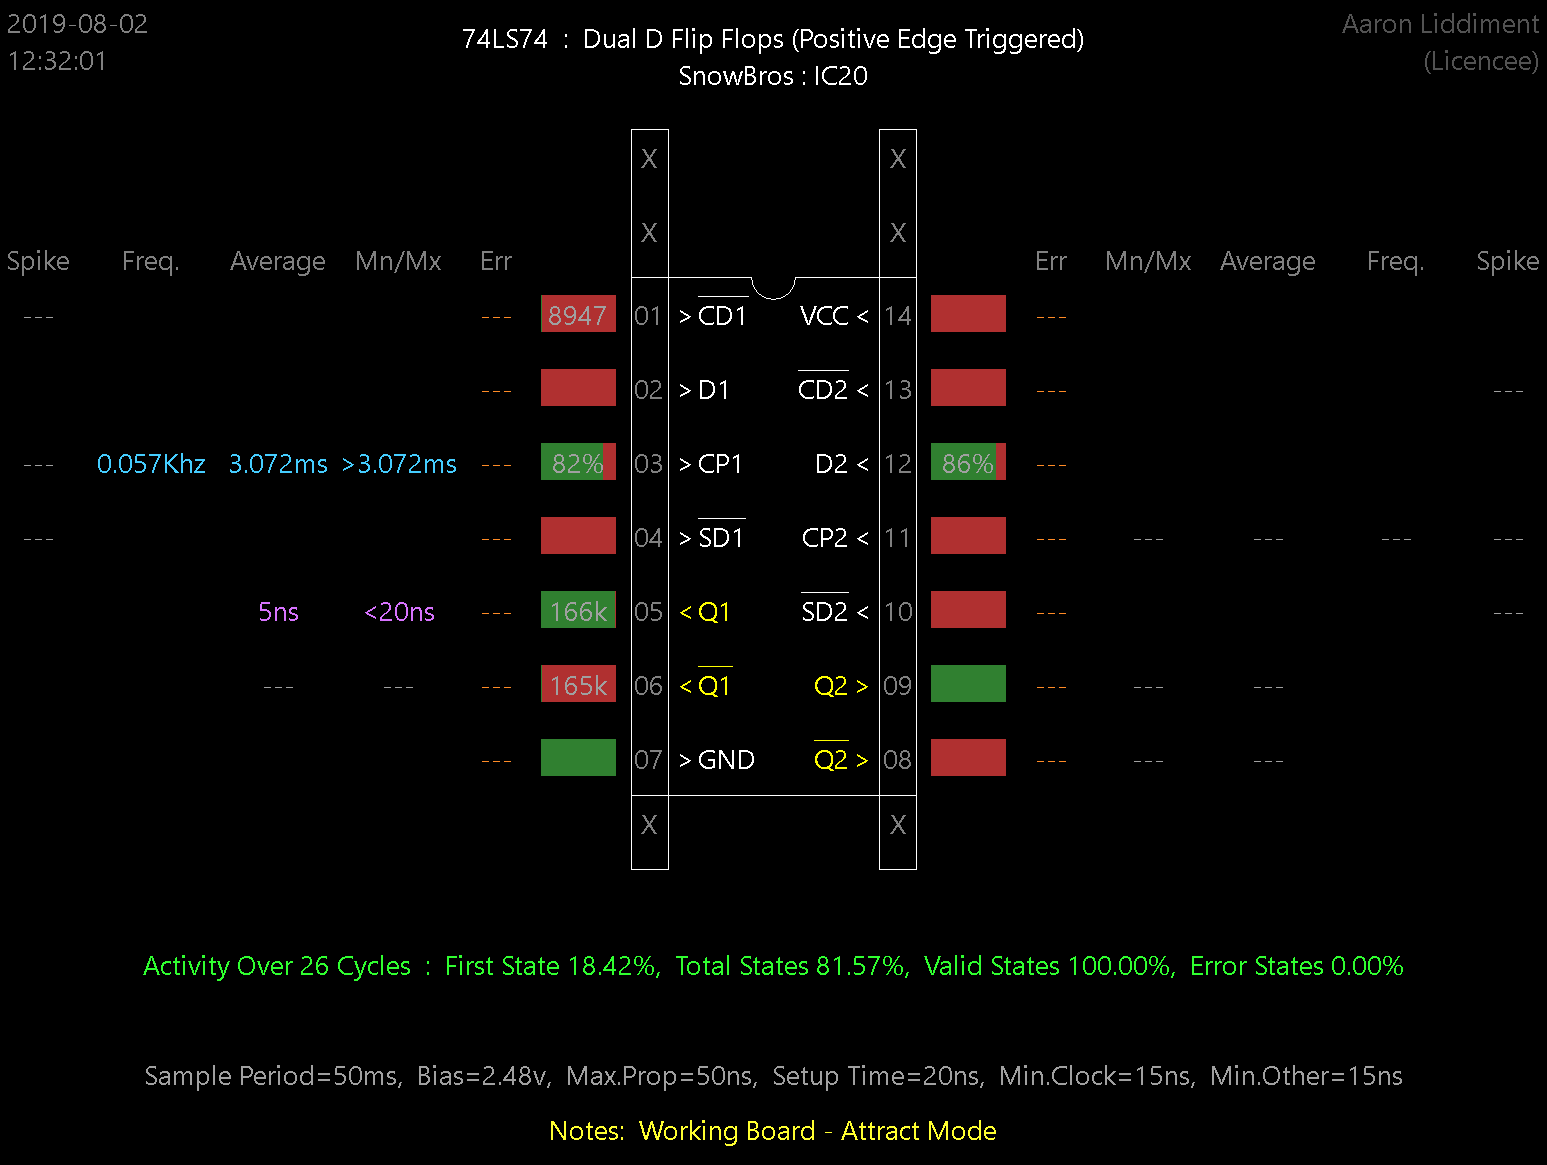 2019-08-02
12:32:01
74LS74 : Dual D Flip Flops (Positive Edge Triggered)
SnowBros : IC20
Aaron Liddiment
(Licencee)
X X
X X
Spike Freq. Average Mn/Mx Err Err Mn/Mx Average Freq. Spike
--- --- 8947 01 > CD1 VCC < 14 ---
--- 02 > D1 CD2 < 13 --- ---
--- 0.057Khz 3.072ms >3.072ms --- 82% 03 > CP1 D2 < 12 86% ---
--- --- 04 > SD1 CP2 < 11 --- --- --- --- ---
5ns <20ns --- 166k 05 < Q1 SD2 < 10 --- ---
--- --- --- 165k 06 < Q1 Q2 > 09 --- --- ---
--- 07 > GND Q2 > 08 --- --- ---
X X
Activity Over 26 Cycles : First State 18.42%, Total States 81.57%, Valid States 100.00%, Error States 0.00%
Sample Period=50ms, Bias=2.48v, Max.Prop=50ns, Setup Time=20ns, Min.Clock=15ns, Min.Other=15ns
Notes: Working Board - Attract Mode